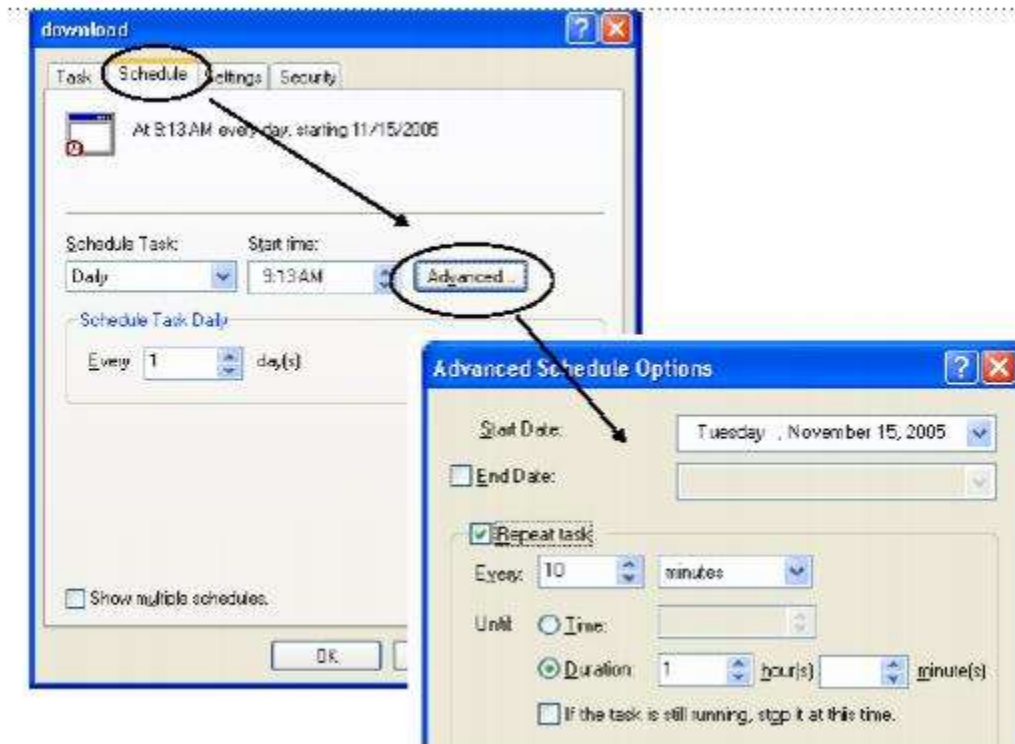 download
Task Schedule Settings Security
At 9:13 AM every day, starting 11/15/2005
Schedule Task:
Start time:
Daily
9:13 AM
Advanced...
Schedule Task Daily
Every 1 day(s)
Show multiple schedules.
OK
Advanced Schedule Options
Start Date: Tuesday , November 15, 2005
End Date:
Repeat task
Every: 10 minutes
Until: Time:
Duration: 1 hour(s) minute(s)
If the task is still running, stop it at this time.